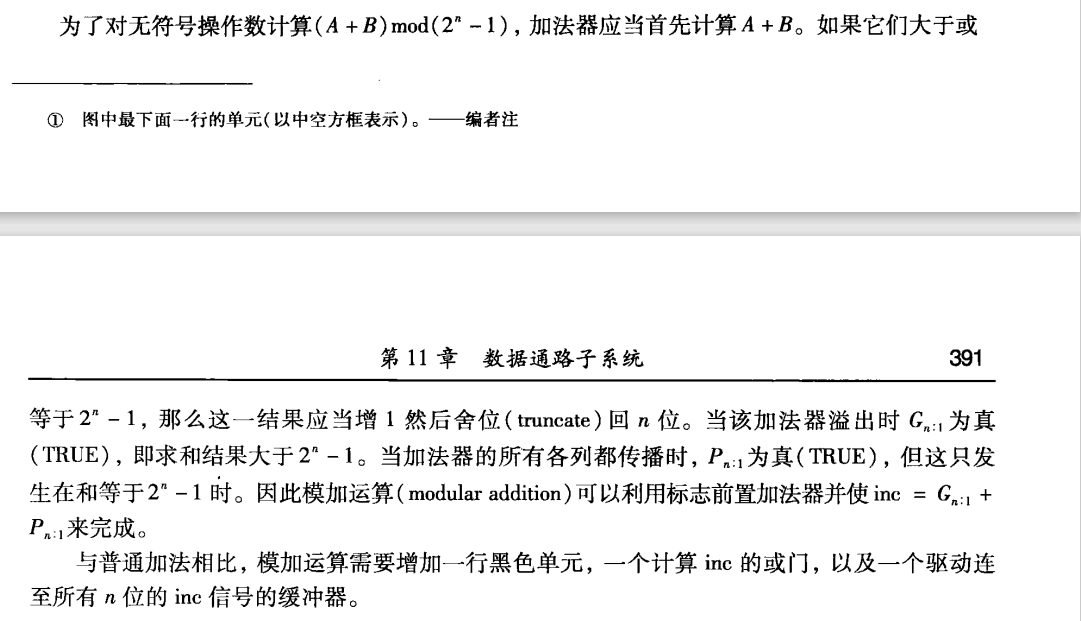 为了对无符号操作数计算(A + B)mod(2ⁿ - 1)，加法器应当首先计算 A + B。如果它们大于或
① 图中最下面一行的单元(以中空方框表示)。——编者注
第 11 章 数据通路子系统 391
等于 2ⁿ - 1，那么这一结果应当增 1 然后舍位(truncate)回 n 位。当该加法器溢出时 Gₙ:₁ 为真
(TRUE)，即求和结果大于 2ⁿ - 1。当加法器的所有各列都传播时，Pₙ:₁为真(TRUE)，但这只发
生在和等于 2ⁿ - 1 时。因此模加运算(modular addition)可以利用标志前置加法器并使 inc = Gₙ:₁ +
Pₙ:₁来完成。
与普通加法相比，模加运算需要增加一行黑色单元，一个计算 inc 的或门，以及一个驱动连
至所有 n 位的 inc 信号的缓冲器。